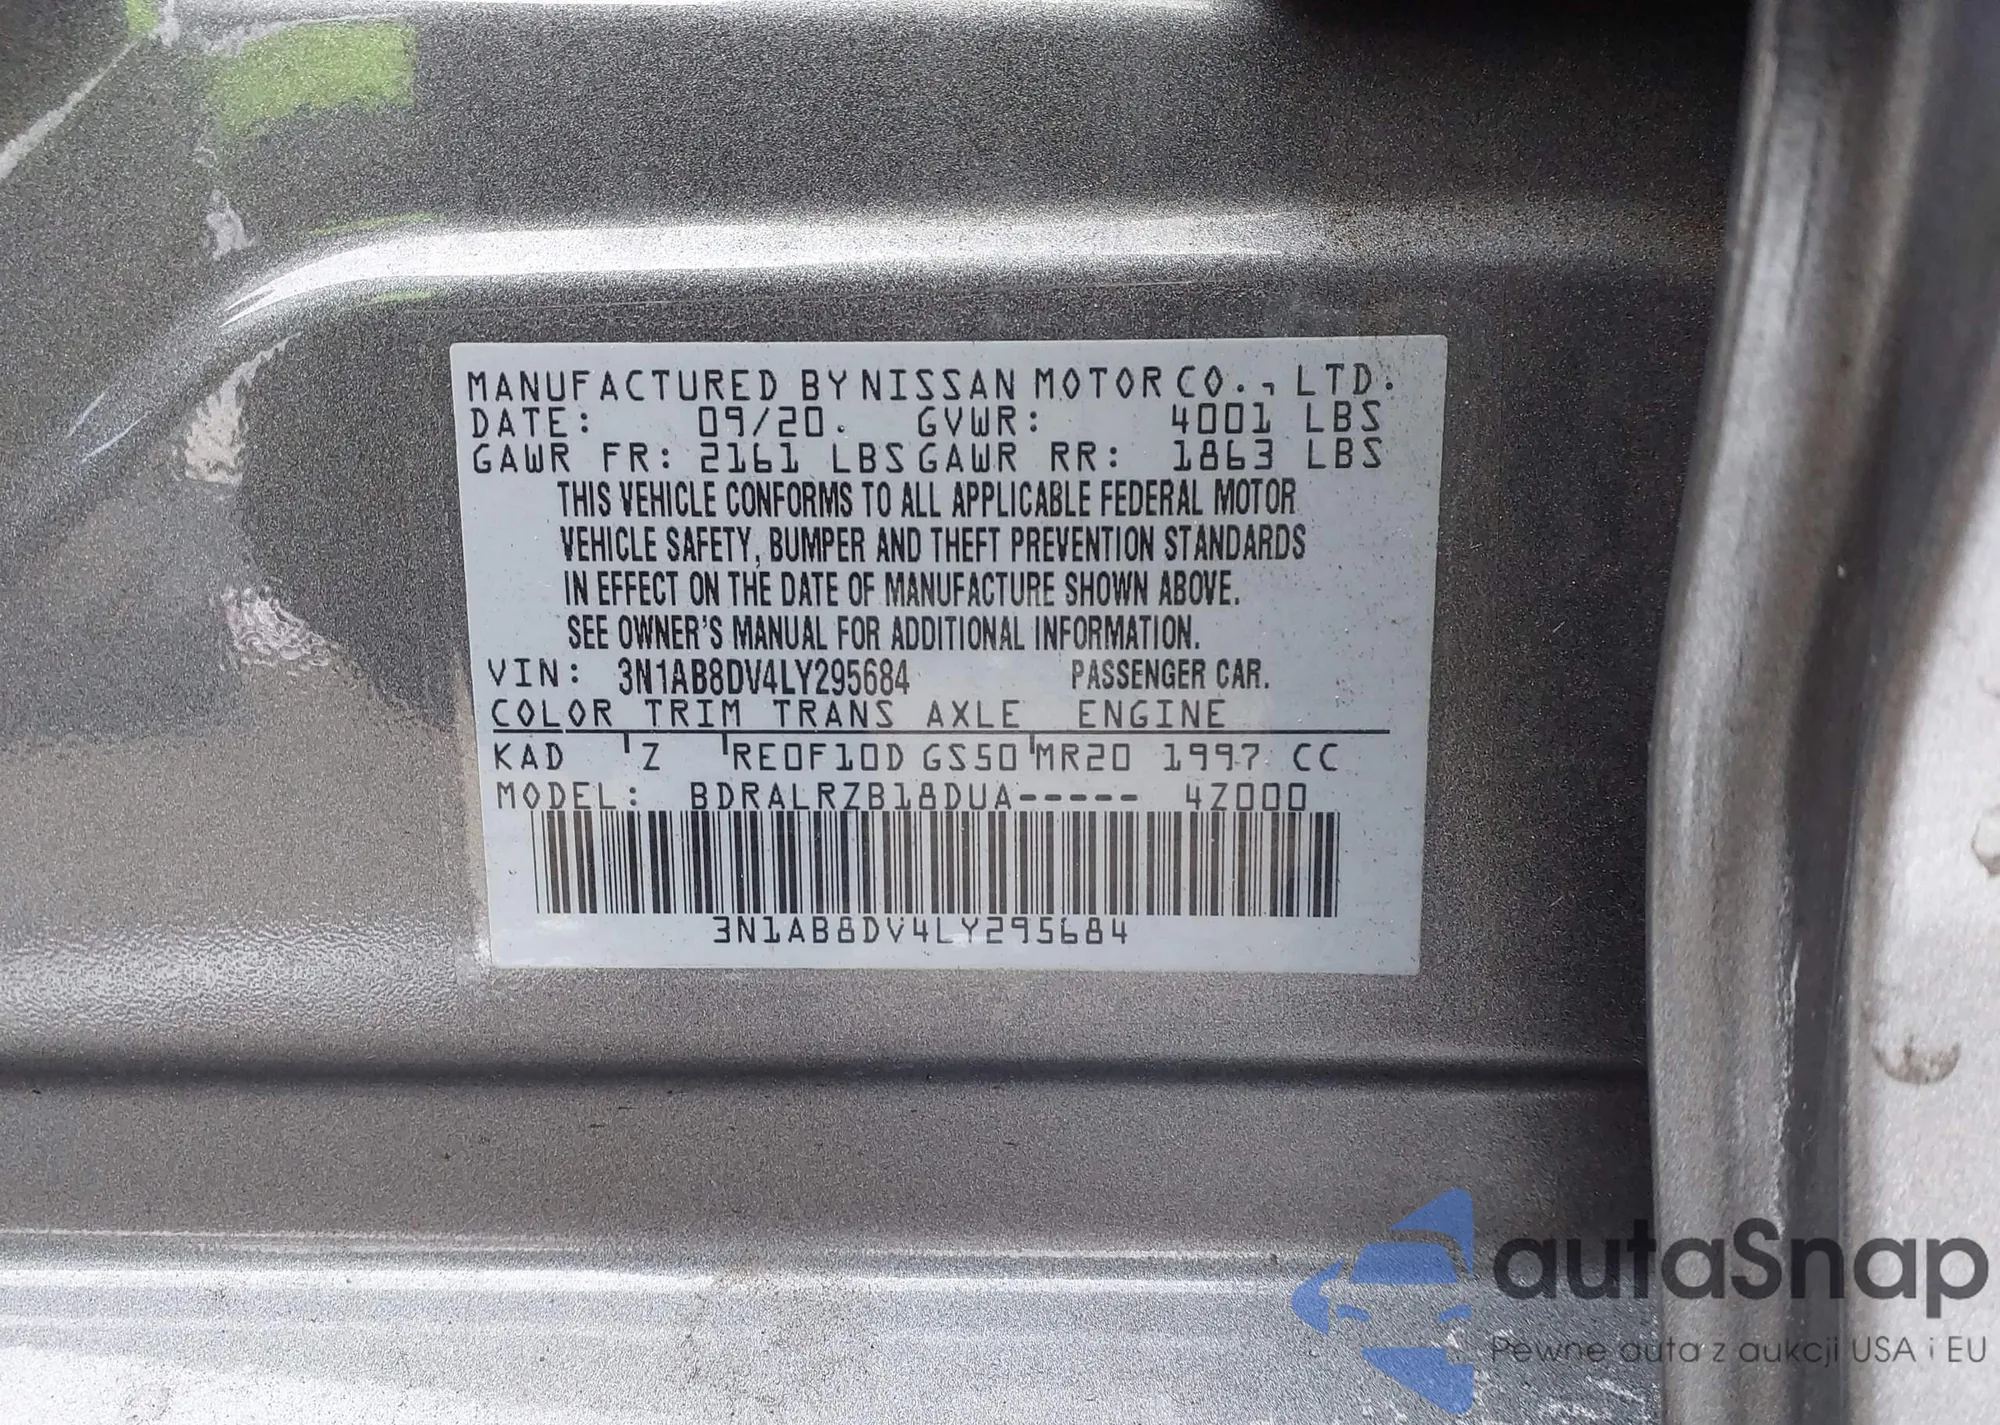 MANUFACTURED BY NISSAN MOTOR CO., LTD.
DATE: 09/20. GVWR: 4001 LBS
GAWR FR: 2161 LBS GAWR RR: 1863 LBS
THIS VEHICLE CONFORMS TO ALL APPLICABLE FEDERAL MOTOR
VEHICLE SAFETY, BUMPER AND THEFT PREVENTION STANDARDS
IN EFFECT ON THE DATE OF MANUFACTURE SHOWN ABOVE.
SEE OWNER'S MANUAL FOR ADDITIONAL INFORMATION.
VIN: 3N1AB8DV4LY295684 PASSENGER CAR.
COLOR TRIM TRANS AXLE ENGINE
KAD Z RE0F10D GS50 MR20 1997 CC
MODEL: BDRALRZB18DUA----- 4Z000
3N1AB8DV4LY295684
autaSnap
Pewne auta z aukcji USA i EU